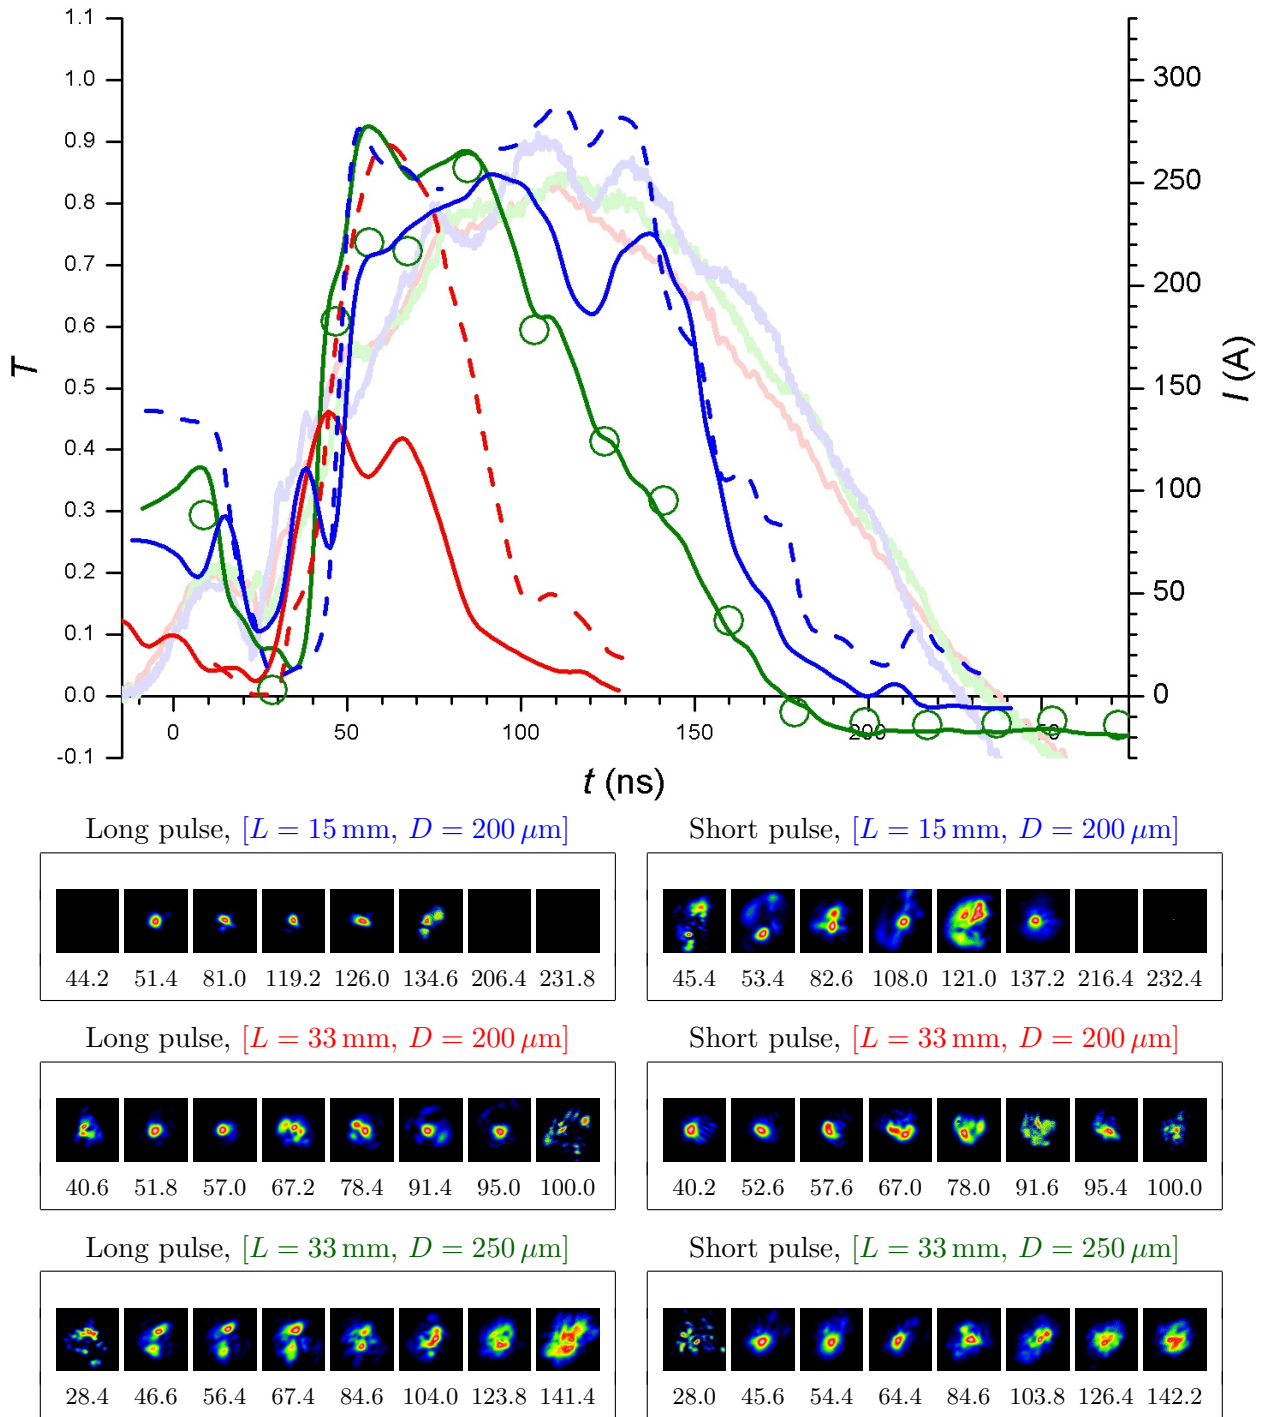 1.1
1.0
0.9
0.8
0.7
0.6
0.5
0.4
0.3
0.2
0.1
0.0
-0.1
T
300
250
200
150
100
50
0
I (A)
0 50 100 150 200
t (ns)
Long pulse, [L = 15 mm, D = 200 μm]
44.2 51.4 81.0 119.2 126.0 134.6 206.4 231.8
Short pulse, [L = 15 mm, D = 200 μm]
45.4 53.4 82.6 108.0 121.0 137.2 216.4 232.4
Long pulse, [L = 33 mm, D = 200 μm]
40.6 51.8 57.0 67.2 78.4 91.4 95.0 100.0
Short pulse, [L = 33 mm, D = 200 μm]
40.2 52.6 57.6 67.0 78.0 91.6 95.4 100.0
Long pulse, [L = 33 mm, D = 250 μm]
28.4 46.6 56.4 67.4 84.6 104.0 123.8 141.4
Short pulse, [L = 33 mm, D = 250 μm]
28.0 45.6 54.4 64.4 84.6 103.8 126.4 142.2